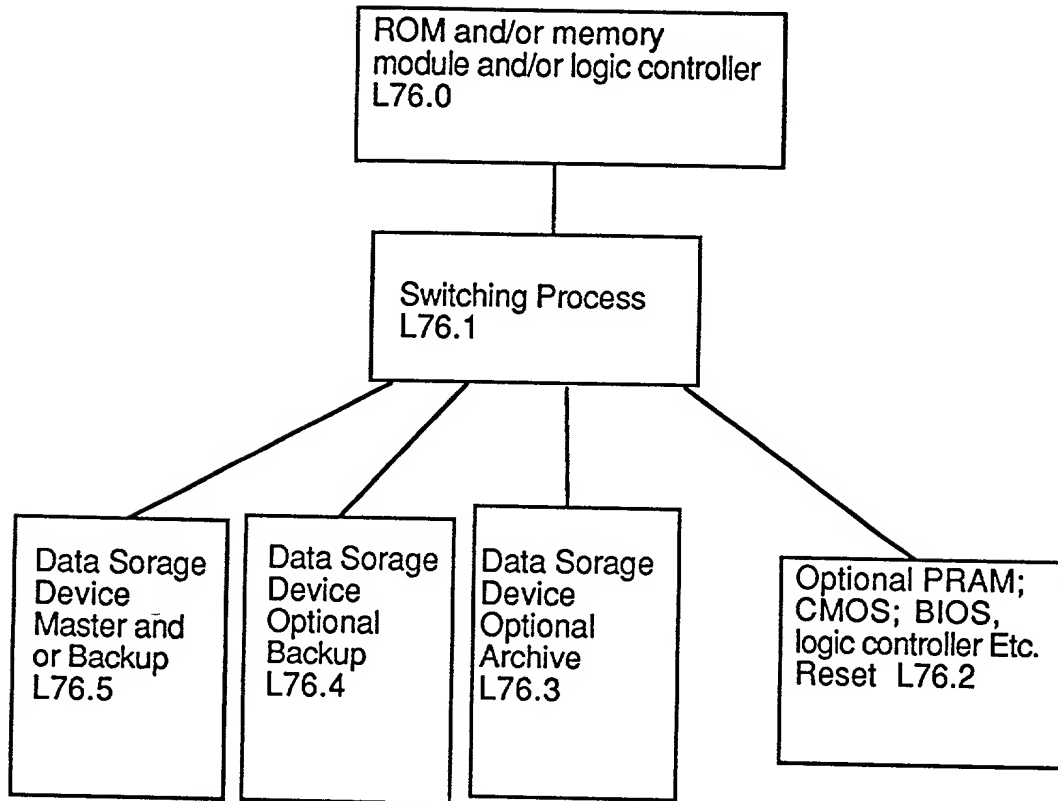 ROM and/or memory
module and/or logic controller
L76.0
Switching Process
L76.1
Data Sorage
Device
Master and
or Backup
L76.5
Data Sorage
Device
Optional
Backup
L76.4
Data Sorage
Device
Optional
Archive
L76.3
Optional PRAM;
CMOS; BIOS,
logic controller Etc.
Reset L76.2